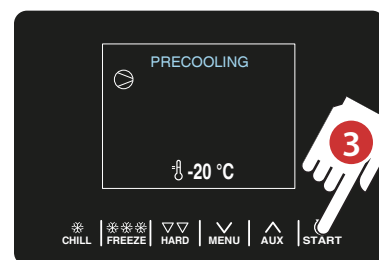 PRECOOLING
-20 °C
3
CHILL FREEZE HARD MENU AUX START